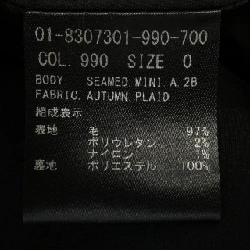 01-8307301-990-700
COL. 990 SIZE 0
BODY SEAMED.MINI.A.2B
FABRIC.AUTUMN.PLAID
組成表示
表地 毛 97%
ポリウレタン 2%
ナイロン 1%
裏地 ポリエステル 100%